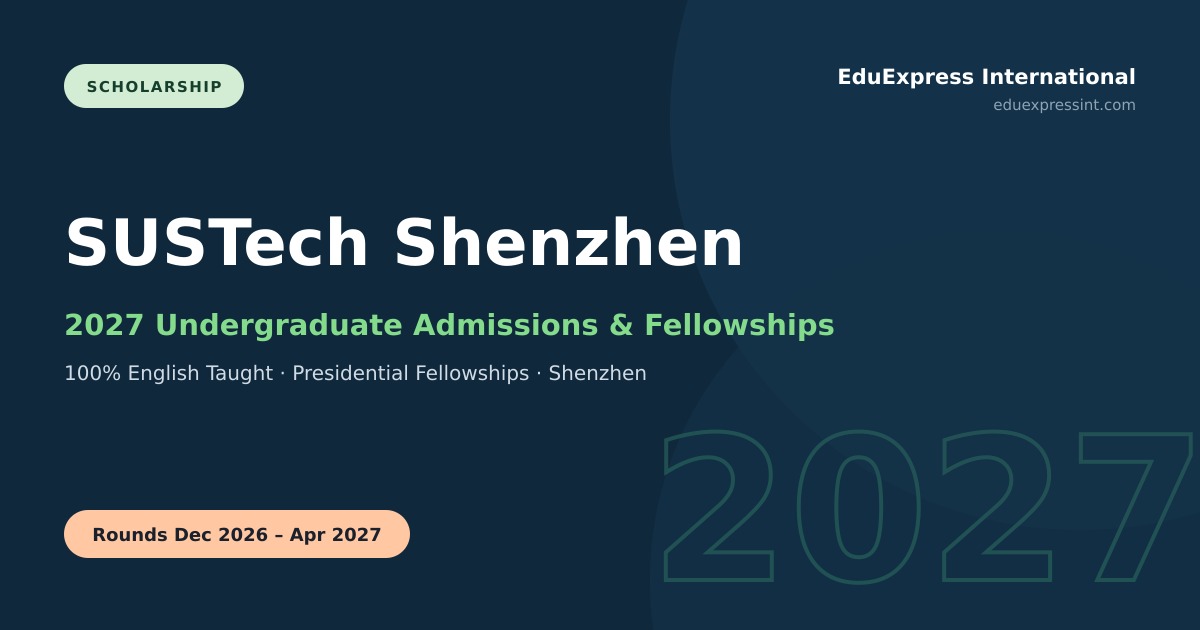 SCHOLARSHIP
EduExpress International
eduexpressint.com
SUSTech Shenzhen
2027 Undergraduate Admissions & Fellowships
100% English Taught · Presidential Fellowships · Shenzhen
2027
Rounds Dec 2026 – Apr 2027